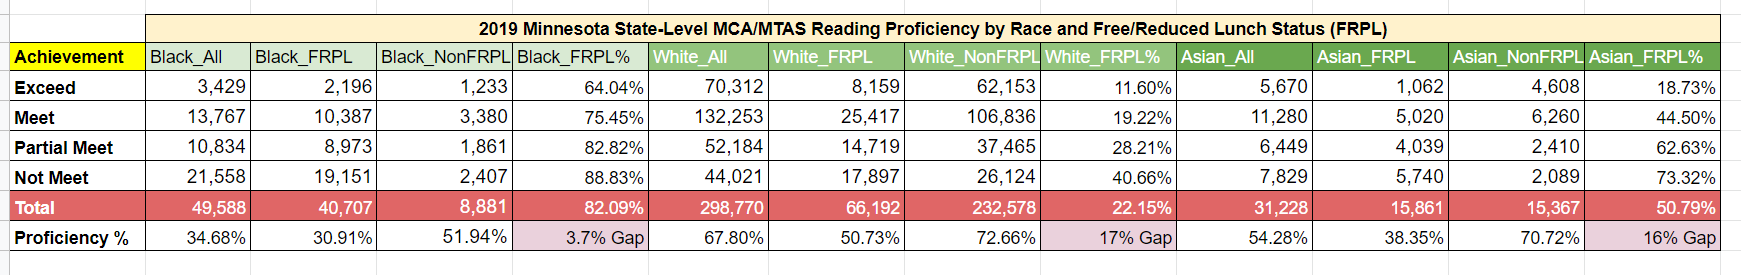 2019 Minnesota State-Level MCA/MTAS Reading Proficiency by Race and Free/Reduced Lunch Status (FRPL)
Achievement Black_All Black_FRPL Black_NonFRPL Black_FRPL% White_All White_FRPL White_NonFRPL White_FRPL% Asian_All Asian_FRPL Asian_NonFRPL Asian_FRPL%
Exceed 3,429 2,196 1,233 64.04% 70,312 8,159 62,153 11.60% 5,670 1,062 4,608 18.73%
Meet 13,767 10,387 3,380 75.45% 132,253 25,417 106,836 19.22% 11,280 5,020 6,260 44.50%
Partial Meet 10,834 8,973 1,861 82.82% 52,184 14,719 37,465 28.21% 6,449 4,039 2,410 62.63%
Not Meet 21,558 19,151 2,407 88.83% 44,021 17,897 26,124 40.66% 7,829 5,740 2,089 73.32%
Total 49,588 40,707 8,881 82.09% 298,770 66,192 232,578 22.15% 31,228 15,861 15,367 50.79%
Proficiency % 34.68% 30.91% 51.94% 3.7% Gap 67.80% 50.73% 72.66% 17% Gap 54.28% 38.35% 70.72% 16% Gap